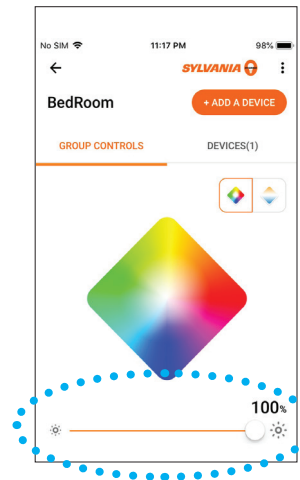 No SIM 11:17 PM 98%
SYLVANIA
BedRoom + ADD A DEVICE
GROUP CONTROLS DEVICES(1)
100%